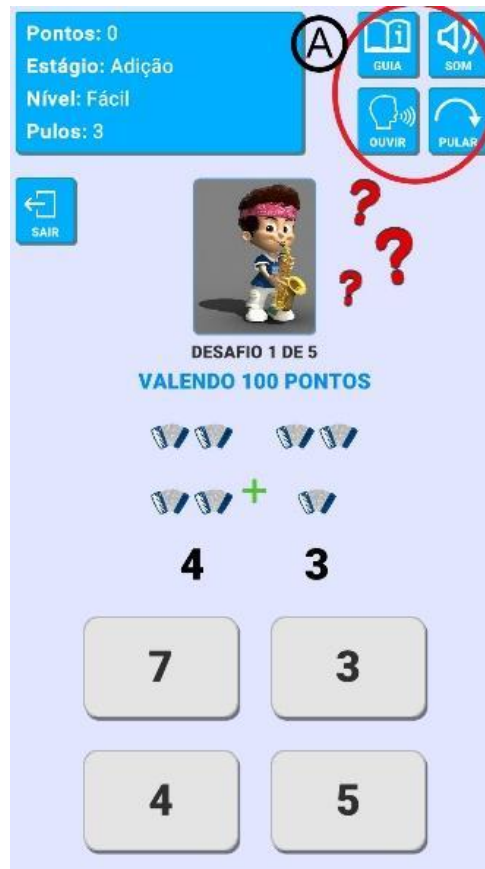 Pontos: 0
Estágio: Adição
Nível: Fácil
Pulos: 3
A
GUIA
SOM
OUVIR
PULAR
SAIR
? ? ?
DESAFIO 1 DE 5
VALENDO 100 PONTOS
+
4 3
7 3
4 5